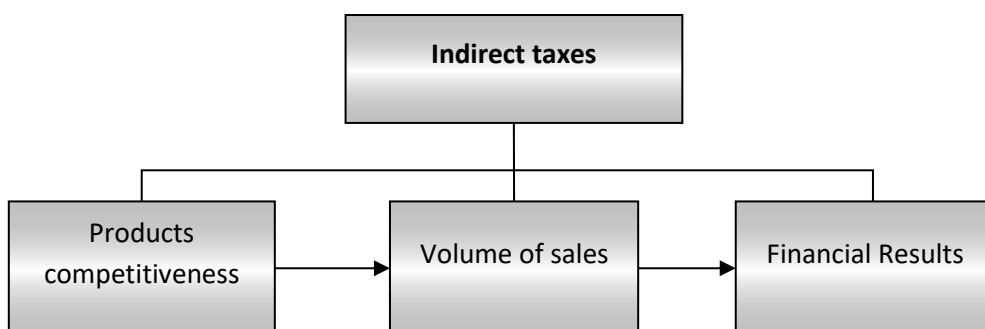 Indirect taxes
Products
competitiveness
Volume of sales
Financial Results